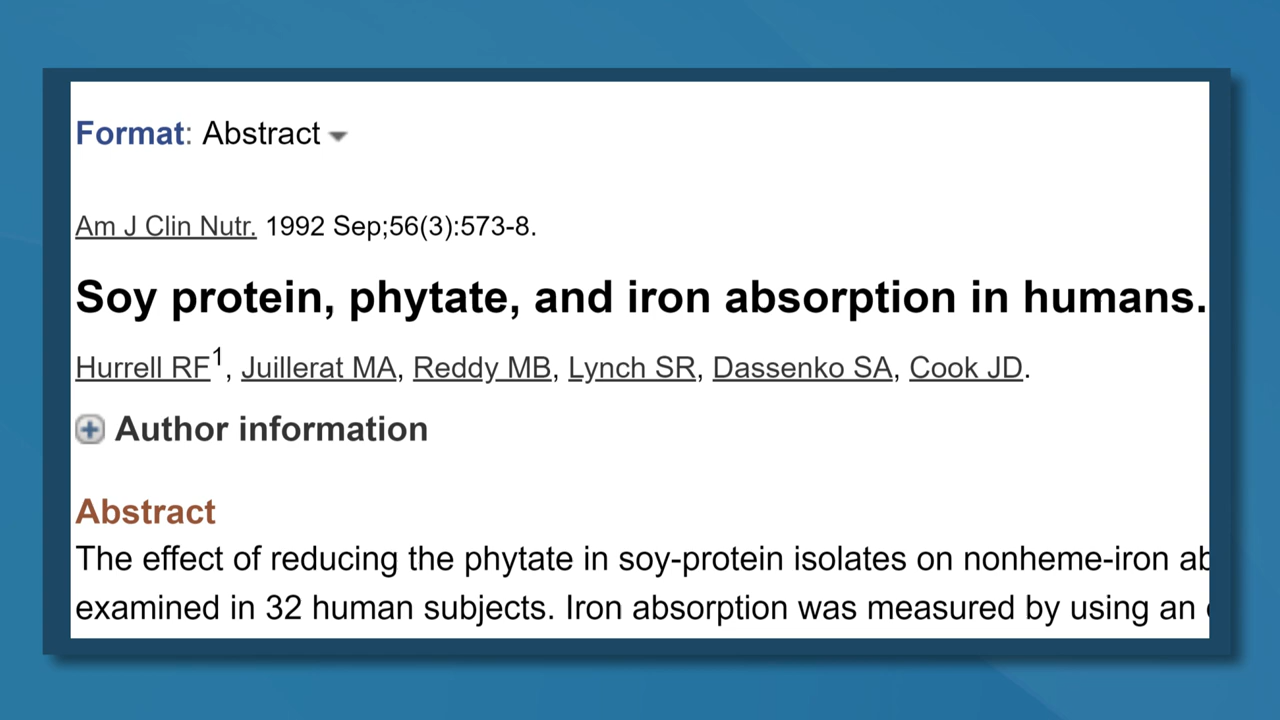 Format: Abstract
Am J Clin Nutr. 1992 Sep;56(3):573-8.
Soy protein, phytate, and iron absorption in humans.
Hurrell RF1, Juillerat MA, Reddy MB, Lynch SR, Dassenko SA, Cook JD.
Author information
Abstract
The effect of reducing the phytate in soy-protein isolates on nonheme-iron
examined in 32 human subjects. Iron absorption was measured by using an